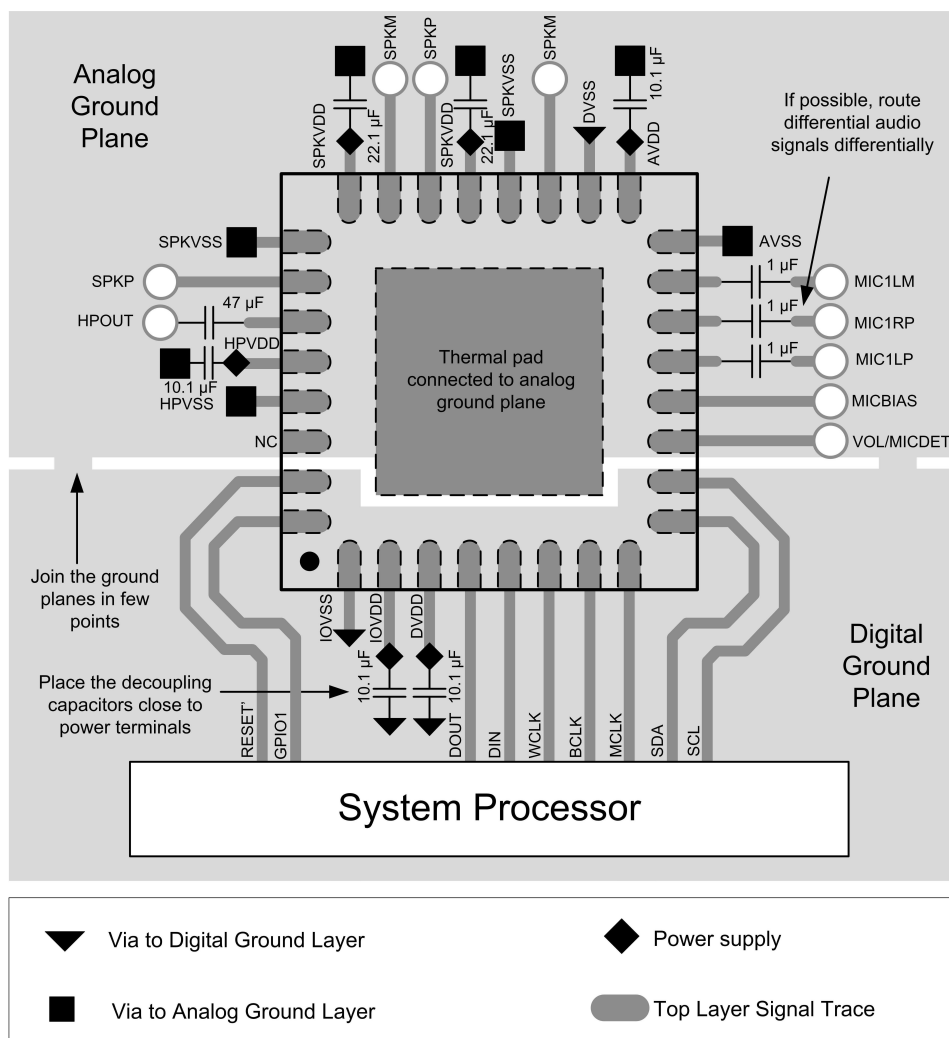 Analog
Ground
Plane
SPKVDD
22.1 µF
SPKM
SPKP
SPKVDD
22.1 µF
SPKVSS
SPKM
DVSS
AVDD
10.1 µF
If possible, route
differential audio
signals differentially
SPKVSS
SPKP
HPOUT
47 µF
HPVDD
10.1 µF
HPVSS
NC
Thermal pad
connected to analog
ground plane
AVSS
1 µF
MIC1LM
1 µF
MIC1RP
1 µF
MIC1LP
MICBIAS
VOL/MICDET
Join the ground
planes in few
points
Place the decoupling
capacitors close to
power terminals
IOVSS
IOVDD
10.1 µF
DVDD
10.1 µF
Digital
Ground
Plane
RESET'
GPIO1
DOUT
DIN
WCLK
BCLK
MCLK
SDA
SCL
System Processor
Via to Digital Ground Layer
Power supply
Via to Analog Ground Layer
Top Layer Signal Trace